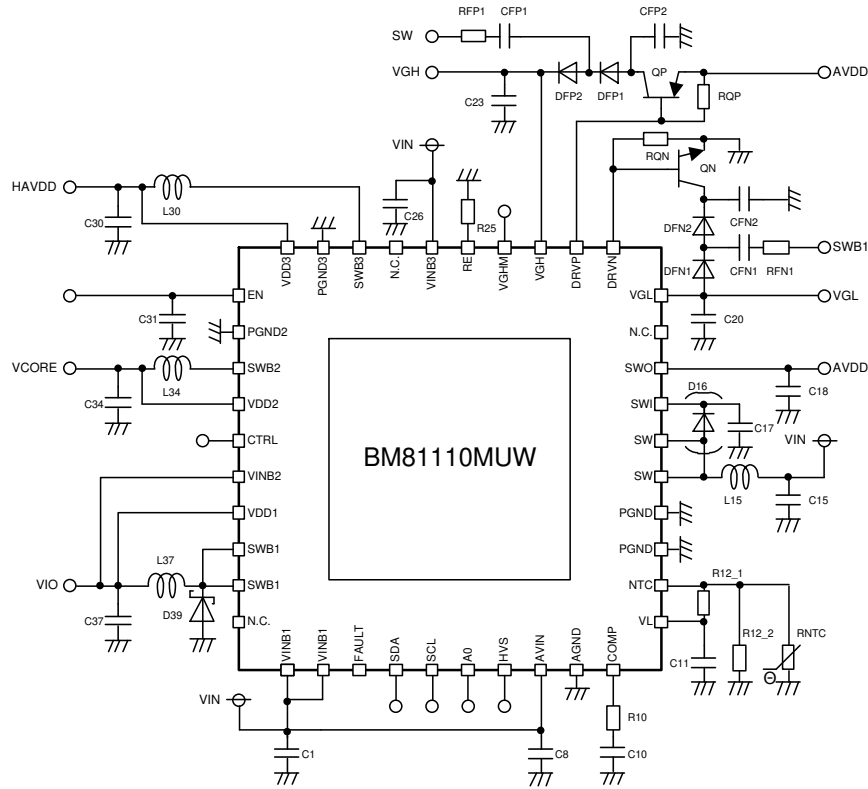 RFP1 CFP1 CFP2
SW
VGH QP AVDD
DFP2 DFP1 RQP
C23
VIN RQN QN
HAVDD
L30 C26 R25 CFN2
C30 DFN2
SWB1
DFN1 CFN1 RFN1
VDD3 PGND3 SWB3 N.C. VINB3 RE VGHM VGH DRVP DRVN
EN VGL VGL
C31 C20
PGND2 N.C.
VCORE SWB2 SWO AVDD
L34 D16 C18
C34 VDD2 SWI
C17 VIN
CTRL BM81110MUW SW
VINB2 SW
L15 C15
VDD1 PGND
L37 SWB1 PGND
R12_1
VIO SWB1 NTC
C37 D39 N.C. VL
R12_2 RNTC
C11
VINB1 VINB1 FAULT SDA SCL A0 HVS AVIN AGND COMP
VIN
R10
C1 C8 C10